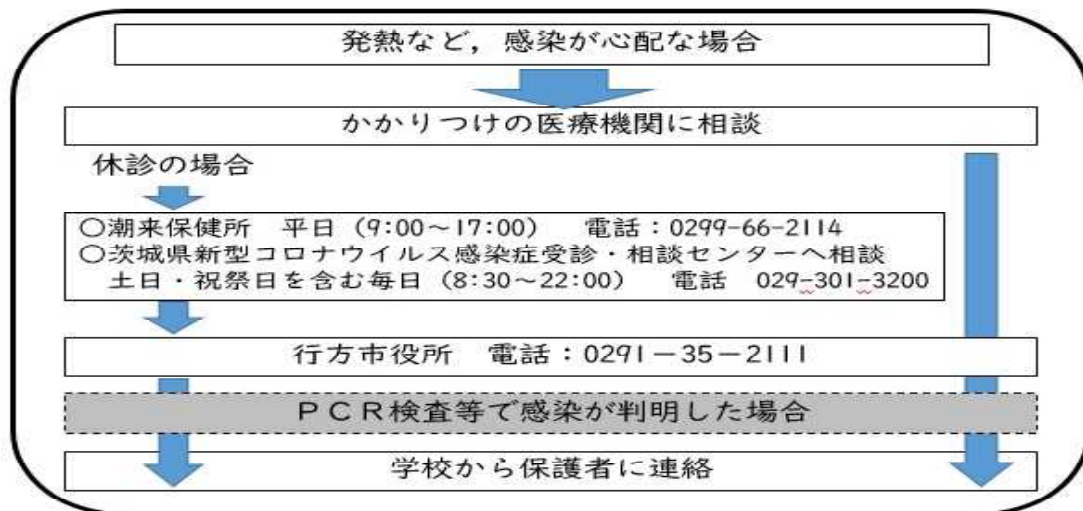 発熱など，感染が心配な場合
かかりつけの医療機関に相談
休診の場合
○潮来保健所　平日（9:00～17:00）　電話：0299-66-2114
○茨城県新型コロナウイルス感染症受診・相談センターへ相談
土日・祝祭日を含む毎日（8:30～22:00）　電話　029-301-3200
行方市役所　電話：0291－35－2111
ＰＣＲ検査等で感染が判明した場合
学校から保護者に連絡